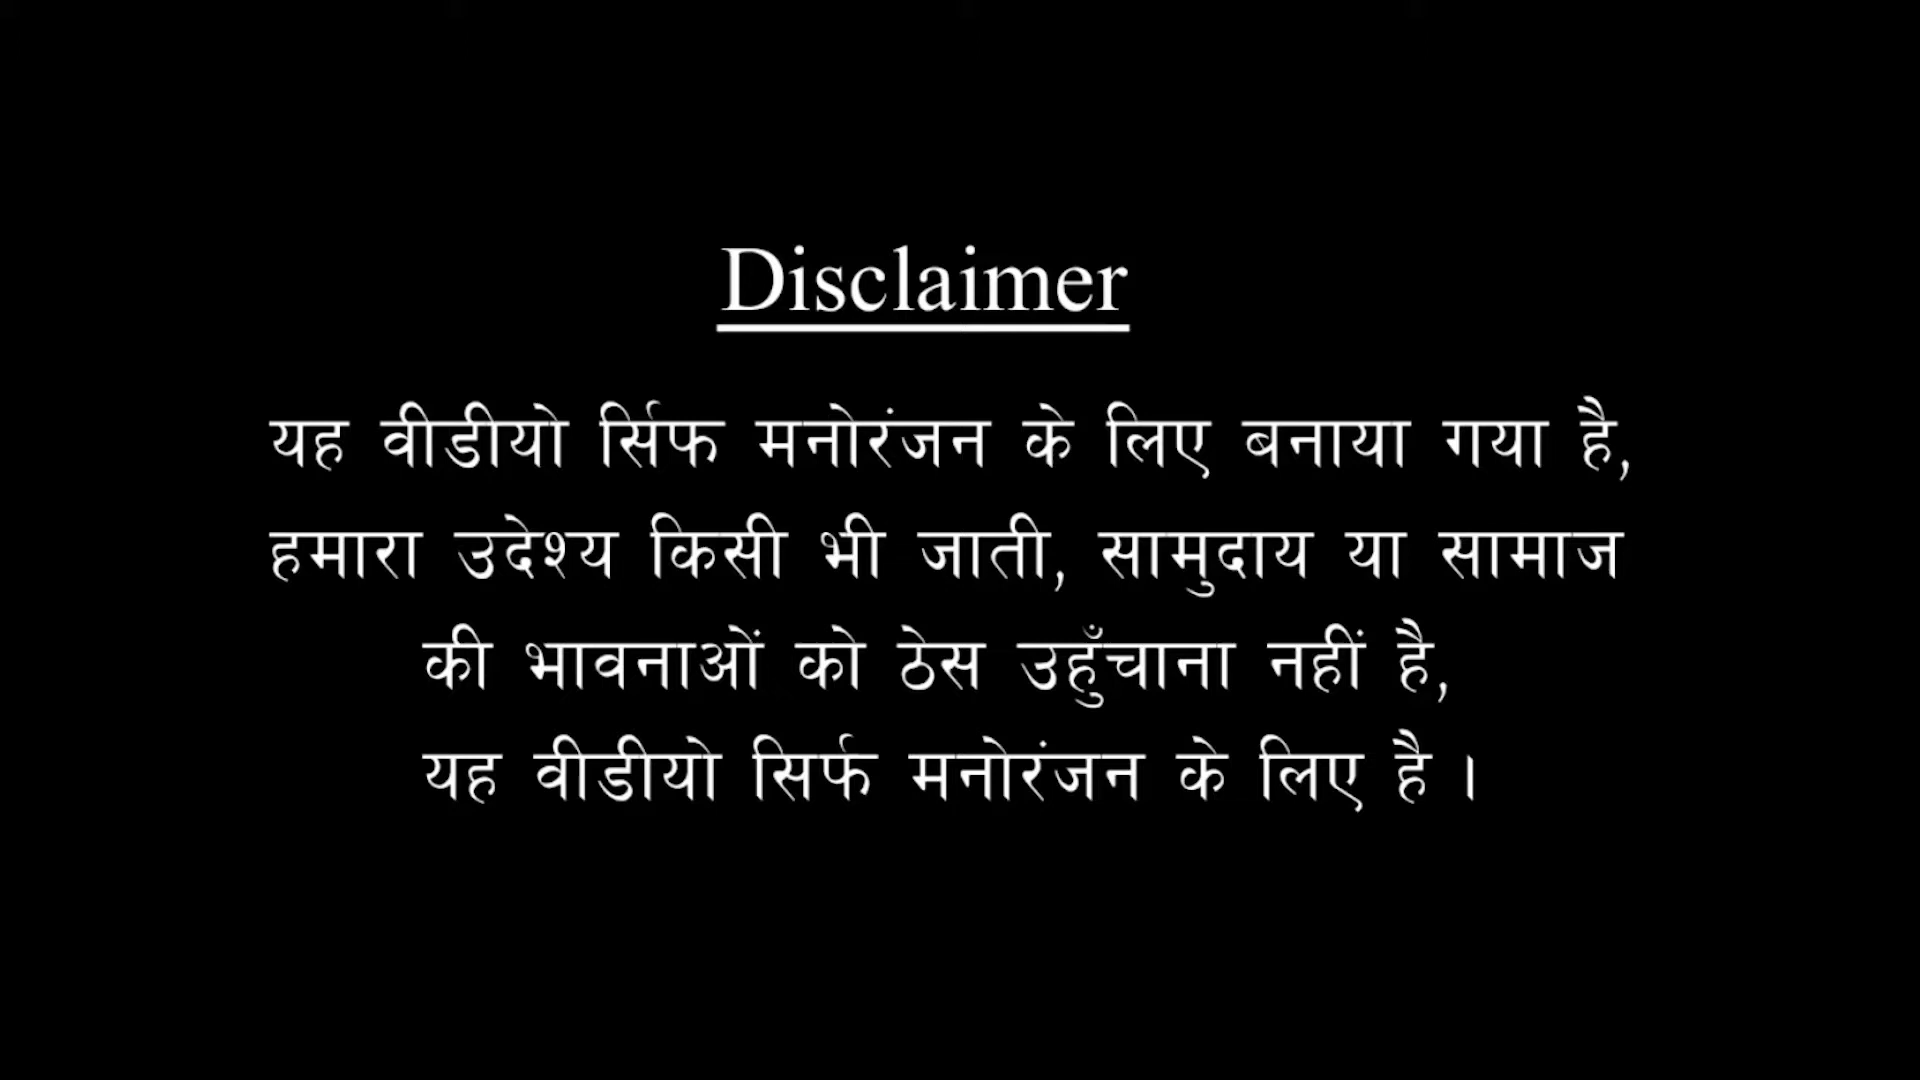 Disclaimer
यह वीडीयो र्सिफ मनोरंजन के लिए बनाया गया है,
हमारा उदेश्य किसी भी जाती, सामुदाय या सामाज
की भावनाओं को ठेस उहुँचाना नहीं है,
यह वीडीयो सिर्फ मनोरंजन के लिए है ।